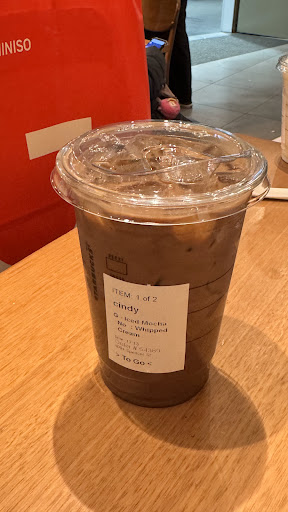 MINISO
ITEM: 1 of 2
cindy
G - Iced Mocha
No : Whipped
Cream
> To Go <